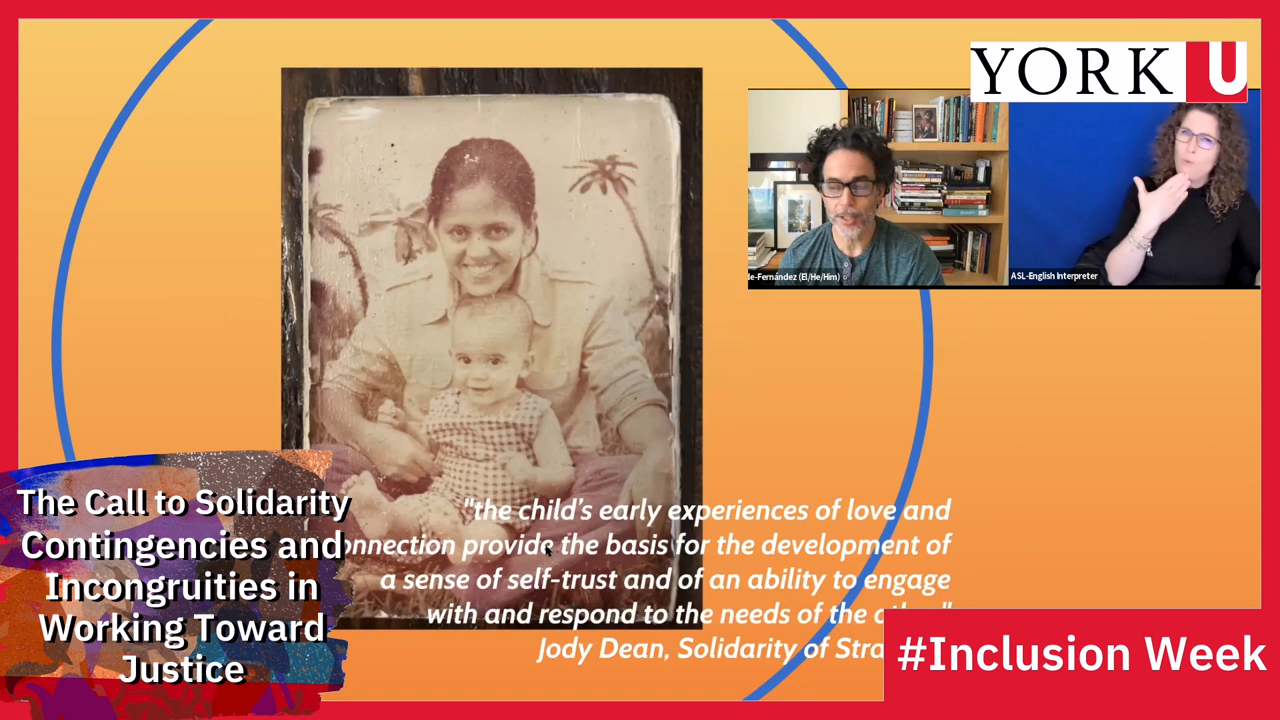 YORK U
de-Fernández (El/He/Him)
ASL-English Interpreter
"the child's early experiences of love and
connection provide the basis for the development of
a sense of self-trust and of an ability to engage
with and respond to the needs of the
Jody Dean, Solidarity of
The Call to Solidarity
Contingencies and
Incongruities in
Working Toward
Justice
#Inclusion Week